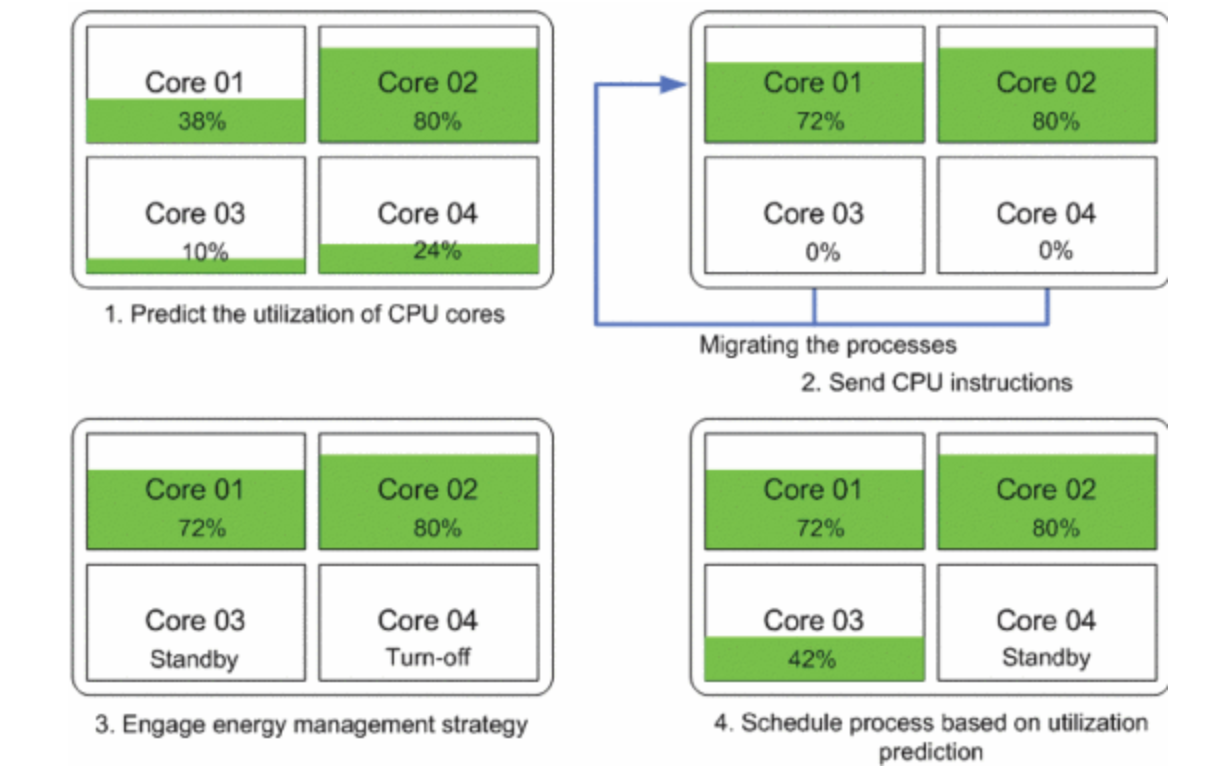 Core 01
38%
Core 02
80%
Core 03
10%
Core 04
24%
1. Predict the utilization of CPU cores
Core 01
72%
Core 02
80%
Core 03
0%
Core 04
0%
Migrating the processes
2. Send CPU instructions
Core 01
72%
Core 02
80%
Core 03
Standby
Core 04
Turn-off
3. Engage energy management strategy
Core 01
72%
Core 02
80%
Core 03
42%
Core 04
Standby
4. Schedule process based on utilization
prediction